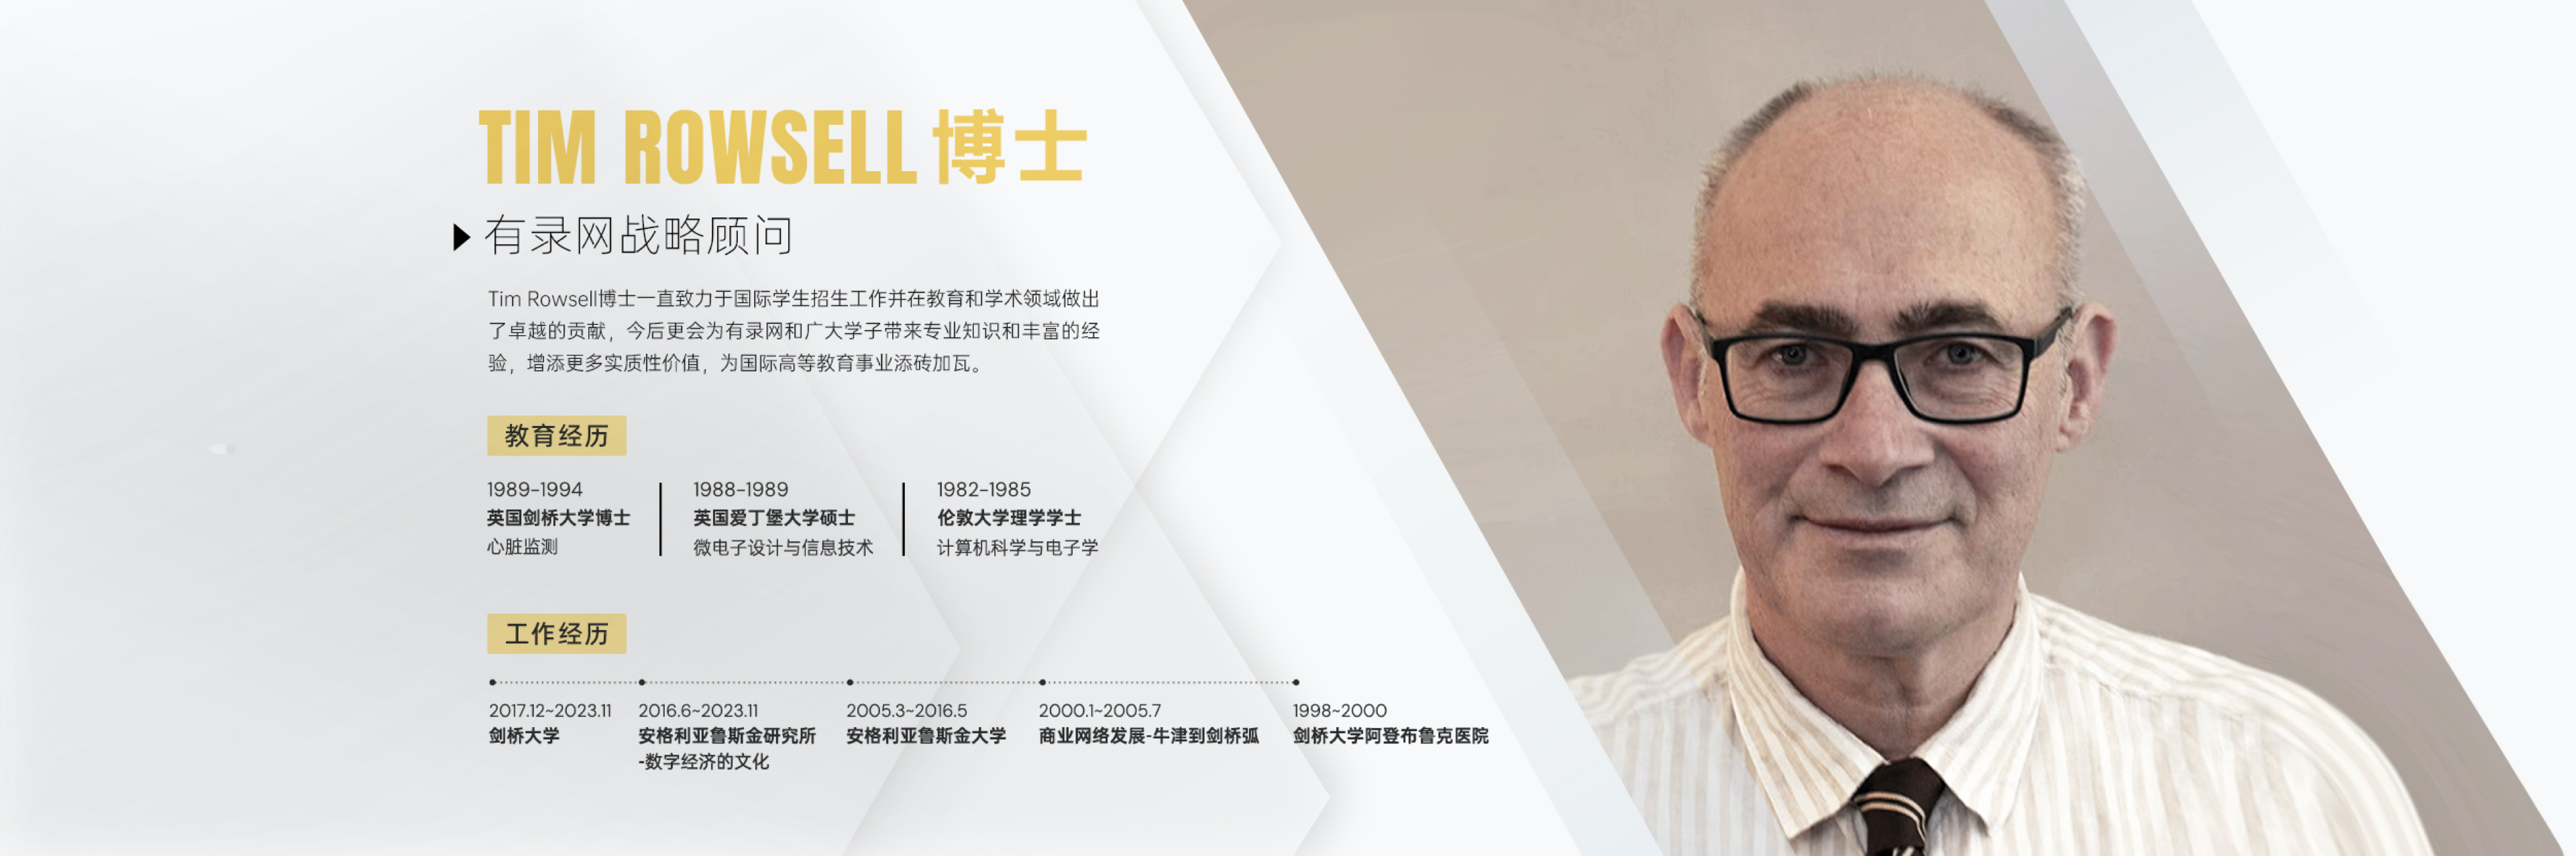 TIM ROWSELL 博士
有录网战略顾问
Tim Rowsell博士一直致力于国际学生招生工作并在教育和学术领域做出
了卓越的贡献，今后更会为有录网和广大学子带来专业知识和丰富的经
验，增添更多实质性价值，为国际高等教育事业添砖加瓦。
教育经历
1989-1994
英国剑桥大学博士
心脏监测
1988-1989
英国爱丁堡大学硕士
微电子设计与信息技术
1982-1985
伦敦大学理学学士
计算机科学与电子学
工作经历
2017.12~2023.11
剑桥大学
2016.6~2023.11
安格利亚鲁斯金研究所
-数字经济的文化
2005.3~2016.5
安格利亚鲁斯金大学
2000.1~2005.7
商业网络发展-牛津到剑桥弧
1998~2000
剑桥大学阿登布鲁克医院